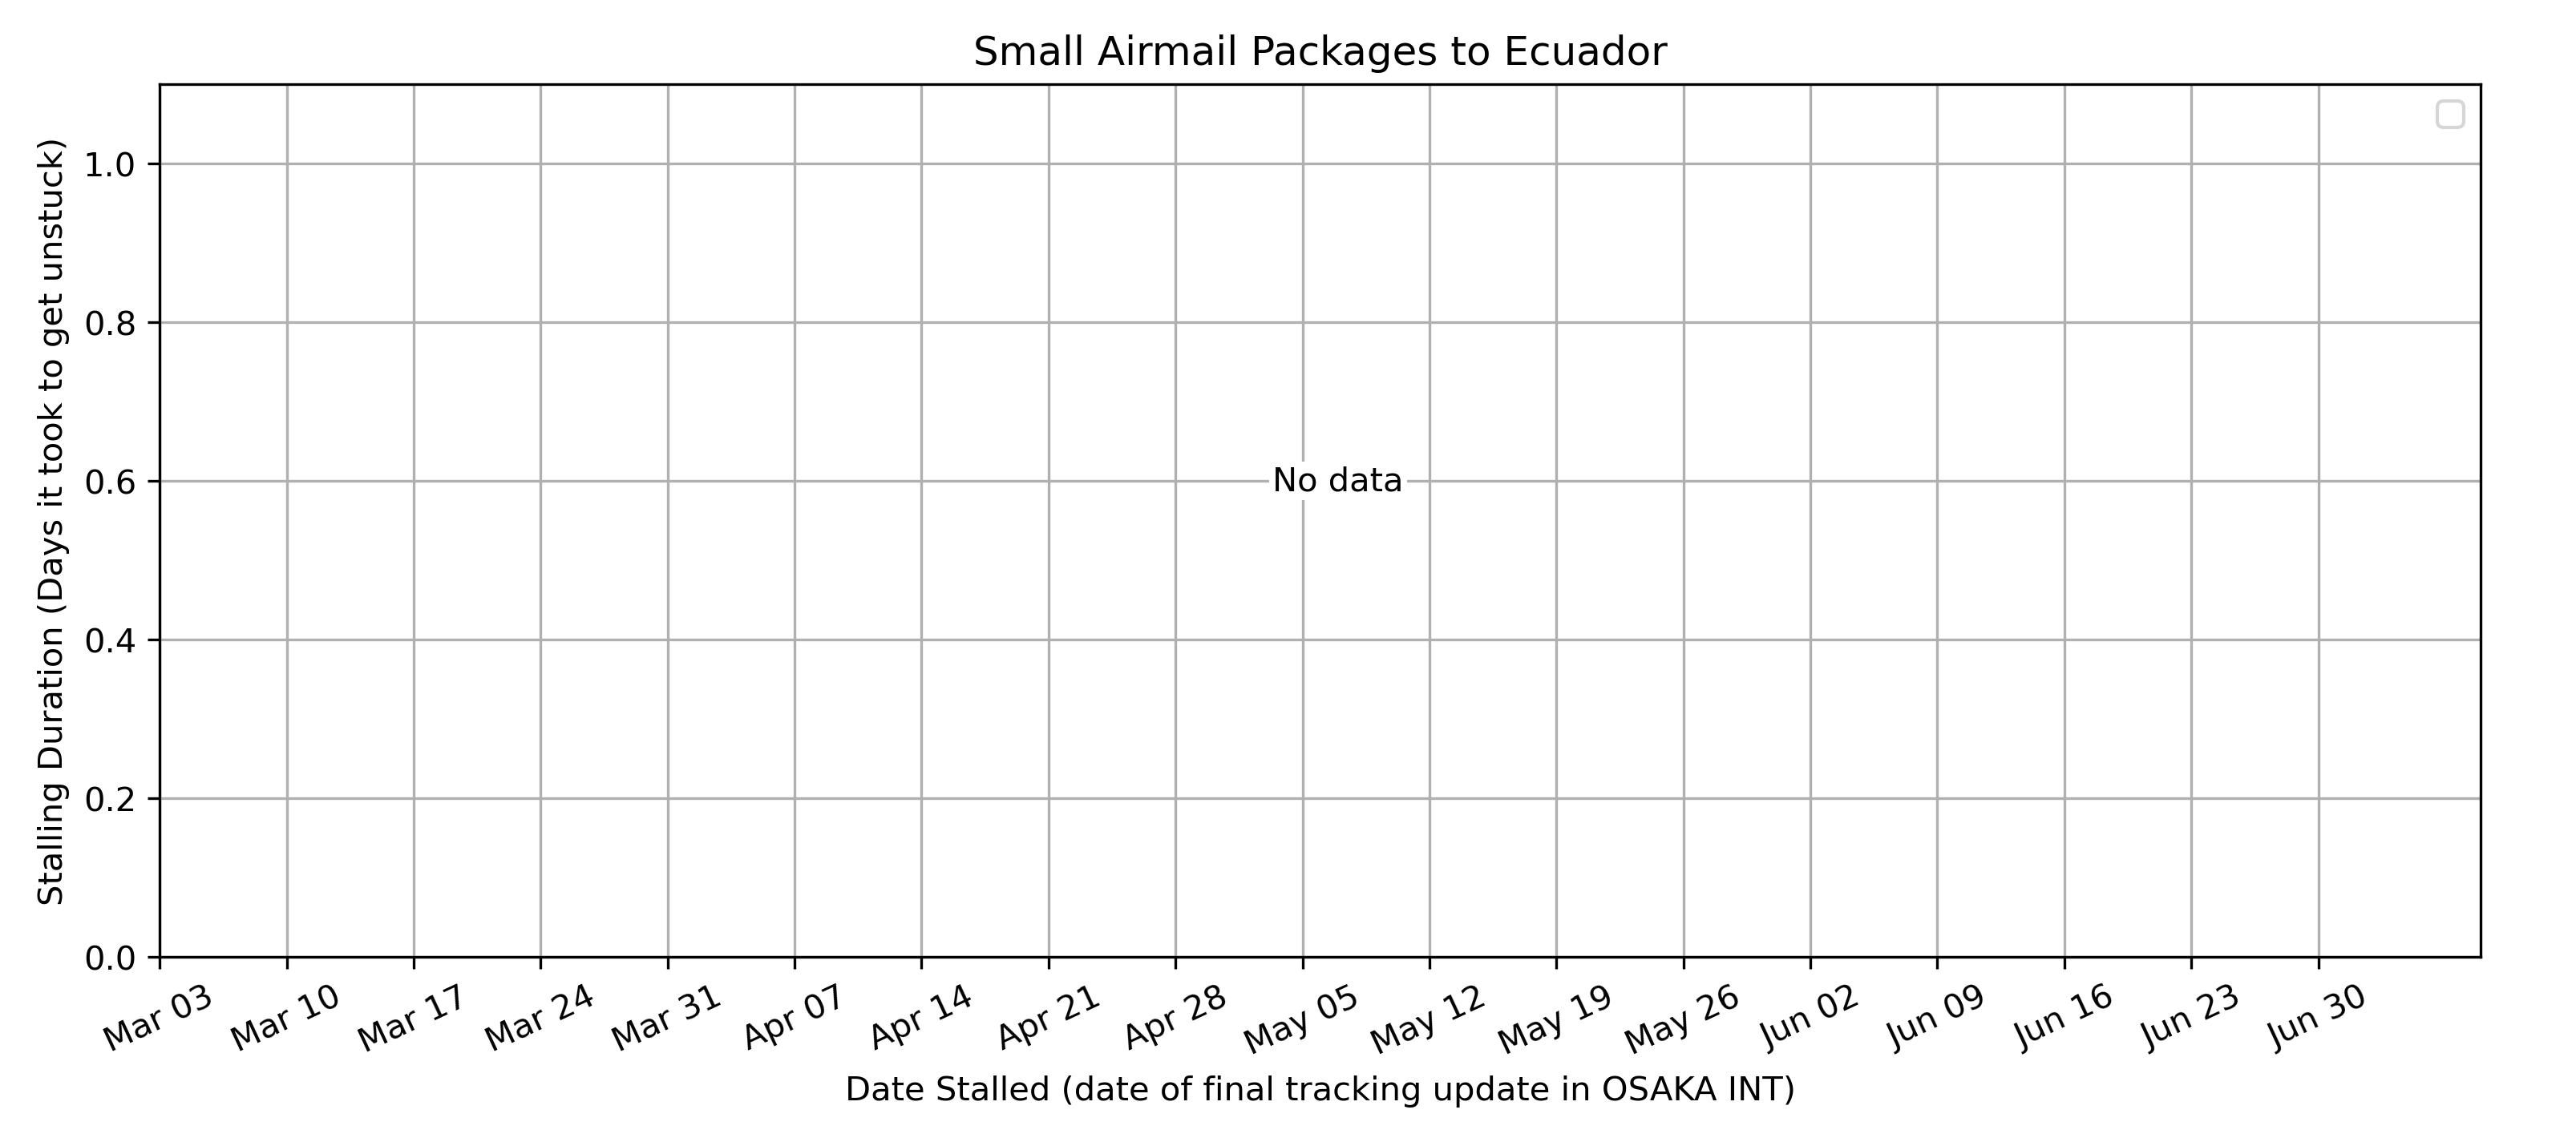 Small Airmail Packages to Ecuador
Stalling Duration (Days it took to get unstuck)
1.0
0.8
0.6
0.4
0.2
0.0
No data
Mar 03
Mar 10
Mar 17
Mar 24
Mar 31
Apr 07
Apr 14
Apr 21
Apr 28
May 05
May 12
May 19
May 26
Jun 02
Jun 09
Jun 16
Jun 23
Jun 30
Date Stalled (date of final tracking update in OSAKA INT)